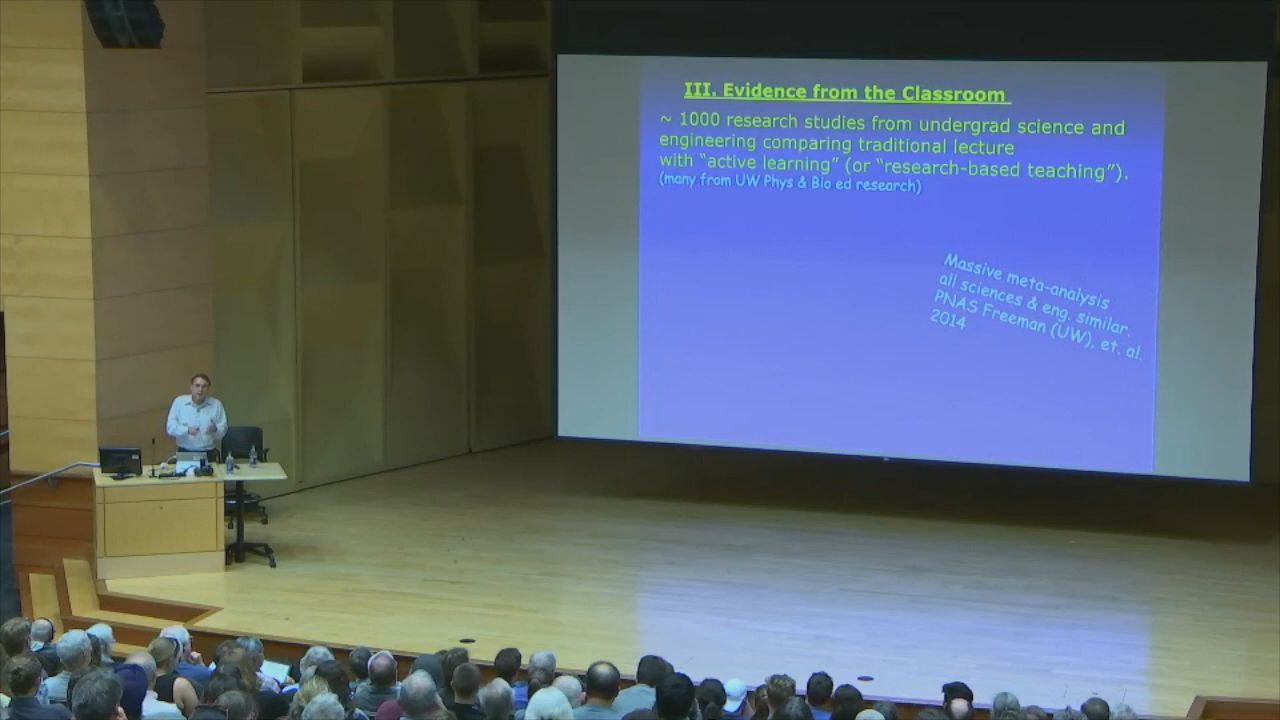 III. Evidence from the Classroom
~ 1000 research studies from undergrad science and
engineering comparing traditional lecture
with “active learning” (or “research-based teaching”).
(many from UW Phys & Bio ed research)
Massive meta-analysis
all sciences & eng. similar.
PNAS Freeman (UW), et. al.
2014